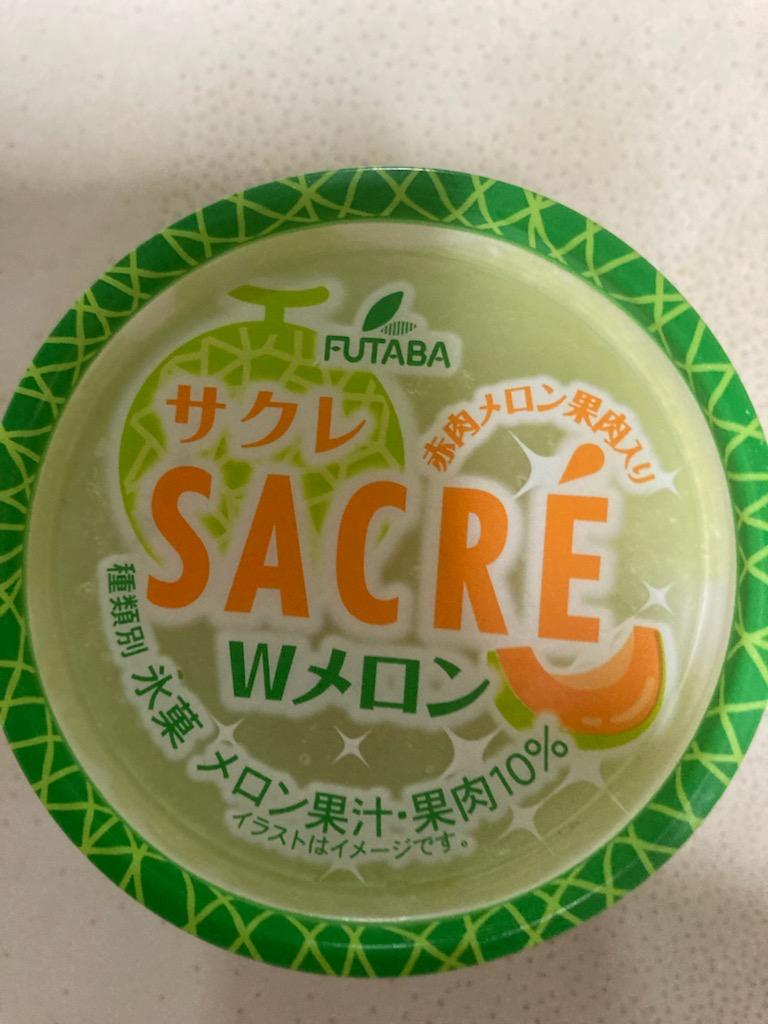 FUTABA
サクレ
赤肉メロン果肉入り
SACRÉ
Wメロン
種類別 氷菓 メロン果汁・果肉10%
イラストはイメージです。